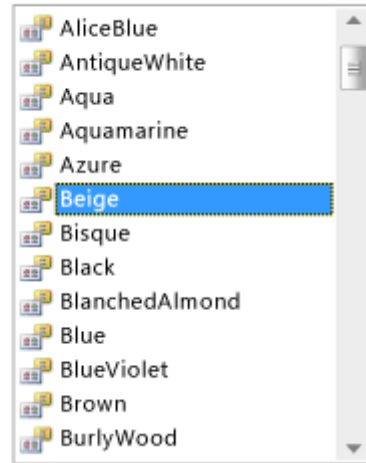 AliceBlue
AntiqueWhite
Aqua
Aquamarine
Azure
Beige
Bisque
Black
BlanchedAlmond
Blue
BlueViolet
Brown
BurlyWood